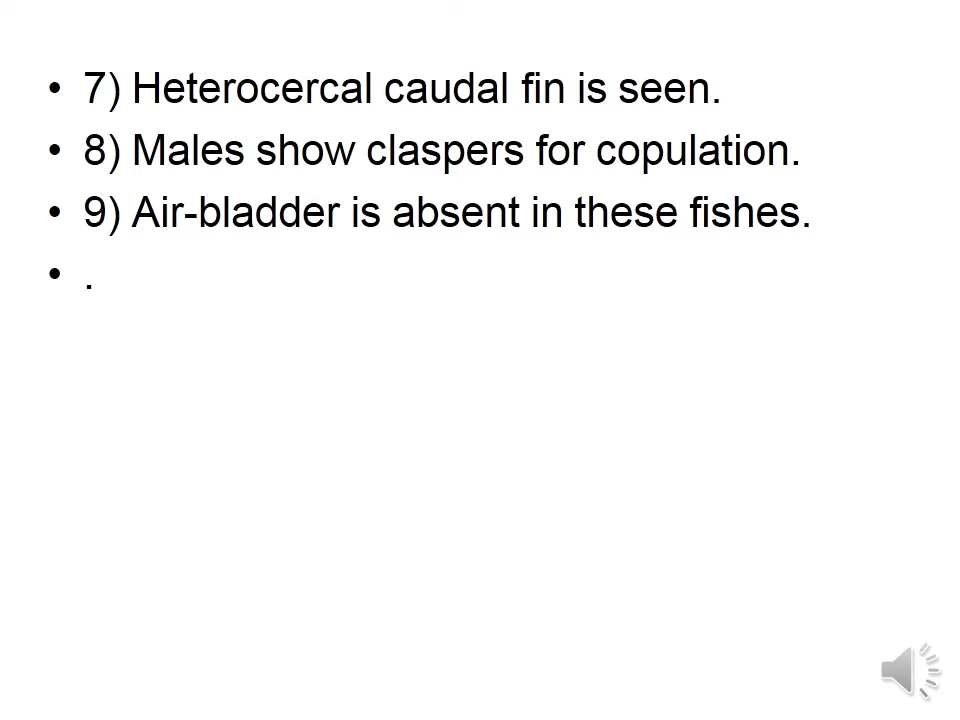 • 7) Heterocercal caudal fin is seen.
• 8) Males show claspers for copulation.
• 9) Air-bladder is absent in these fishes.
• .